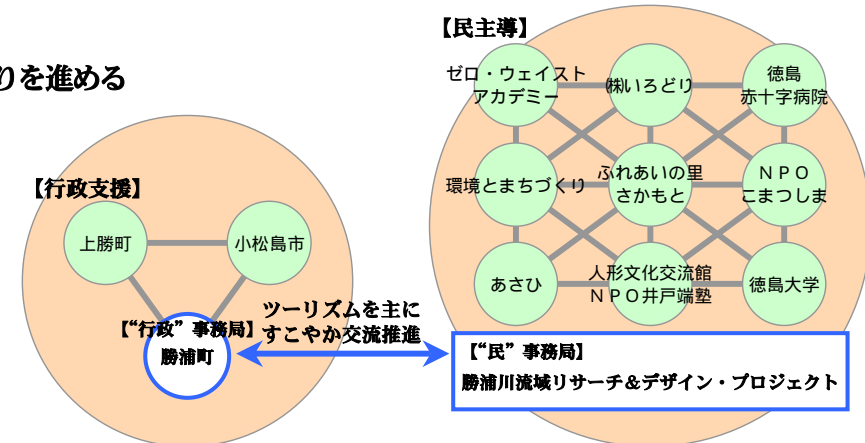 りを進める
【行政支援】
上勝町
小松島市
【“行政”事務局】
勝浦町
ツーリズムを主に
すこやか交流推進
【民主導】
ゼロ・ウェイスト
アカデミー
㈱いろどり
徳島
赤十字病院
環境とまちづくり
ふれあいの里
さかもと
ＮＰＯ
こまつしま
あさひ
人形文化交流館
ＮＰＯ井戸端塾
徳島大学
【“民”事務局】
勝浦川流域リサーチ＆デザイン・プロジェクト